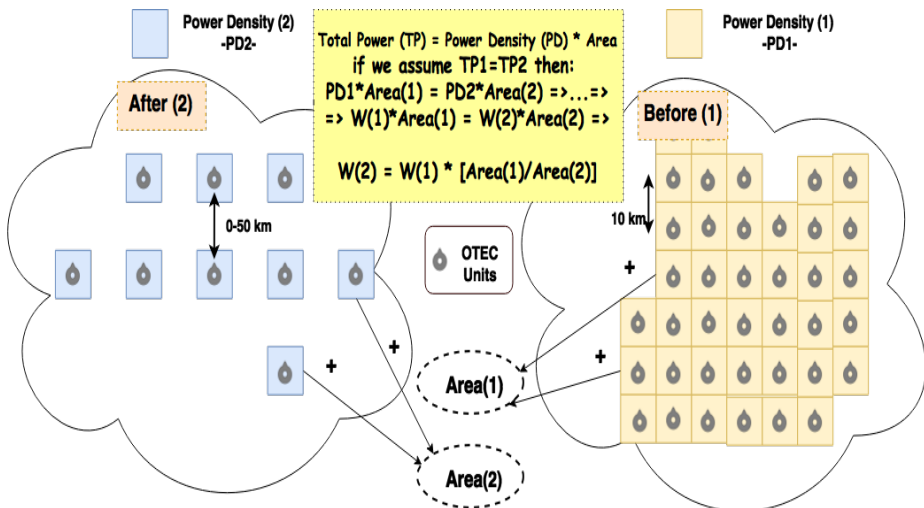 Power Density (2)
-PD2-
Total Power (TP) = Power Density (PD) * Area
if we assume TP1=TP2 then:
PD1*Area(1) = PD2*Area(2) =>...=>
=> W(1)*Area(1) = W(2)*Area(2) =>
W(2) = W(1) * [Area(1)/Area(2)]
Power Density (1)
-PD1-
After (2)
Before (1)
0-50 km
10 km
OTEC
Units
+
+
+
+
Area(1)
Area(2)